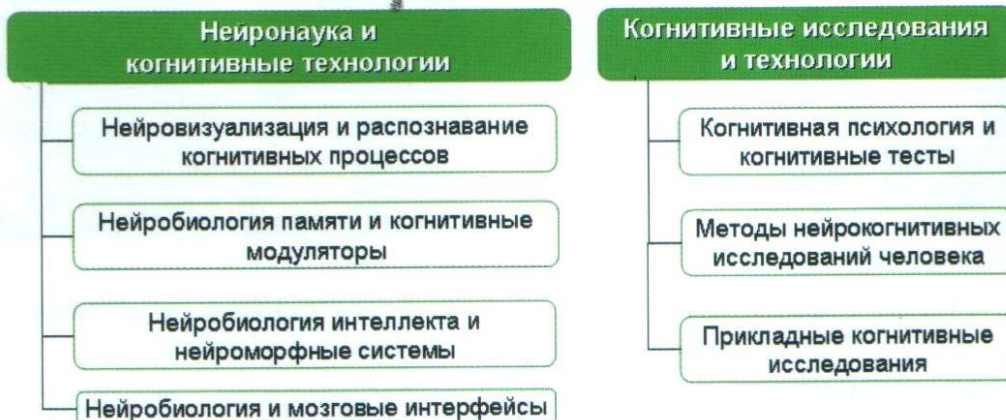 Нейронаука и
когнитивные технологии
Нейровизуализация и распознавание
когнитивных процессов
Нейробиология памяти и когнитивные
модуляторы
Нейробиология интеллекта и
нейроморфные системы
Нейробиология и мозговые интерфейсы
Когнитивные исследования
и технологии
Когнитивная психология и
когнитивные тесты
Методы нейрокогнитивных
исследований человека
Прикладные когнитивные
исследования